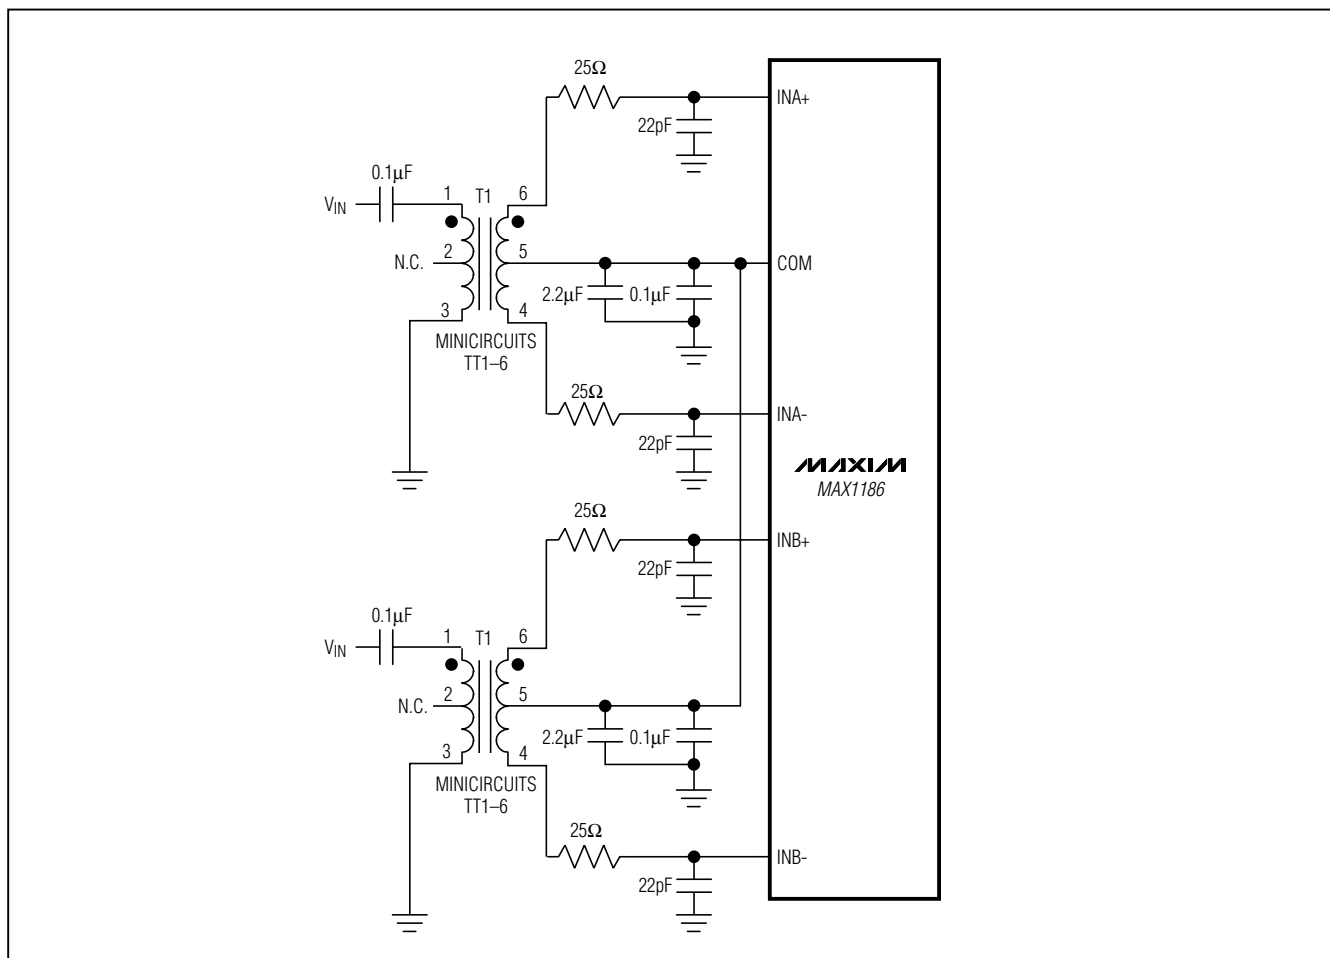 25Ω
INA+
22pF
0.1μF
1
T1
6
VIN
2
5
N.C.
COM
2.2μF
0.1μF
3
4
MINICIRCUITS
TT1–6
25Ω
INA-
22pF
MAXIM
MAX1186
25Ω
INB+
22pF
0.1μF
1
T1
6
VIN
2
5
N.C.
2.2μF
0.1μF
3
4
MINICIRCUITS
TT1–6
25Ω
INB-
22pF